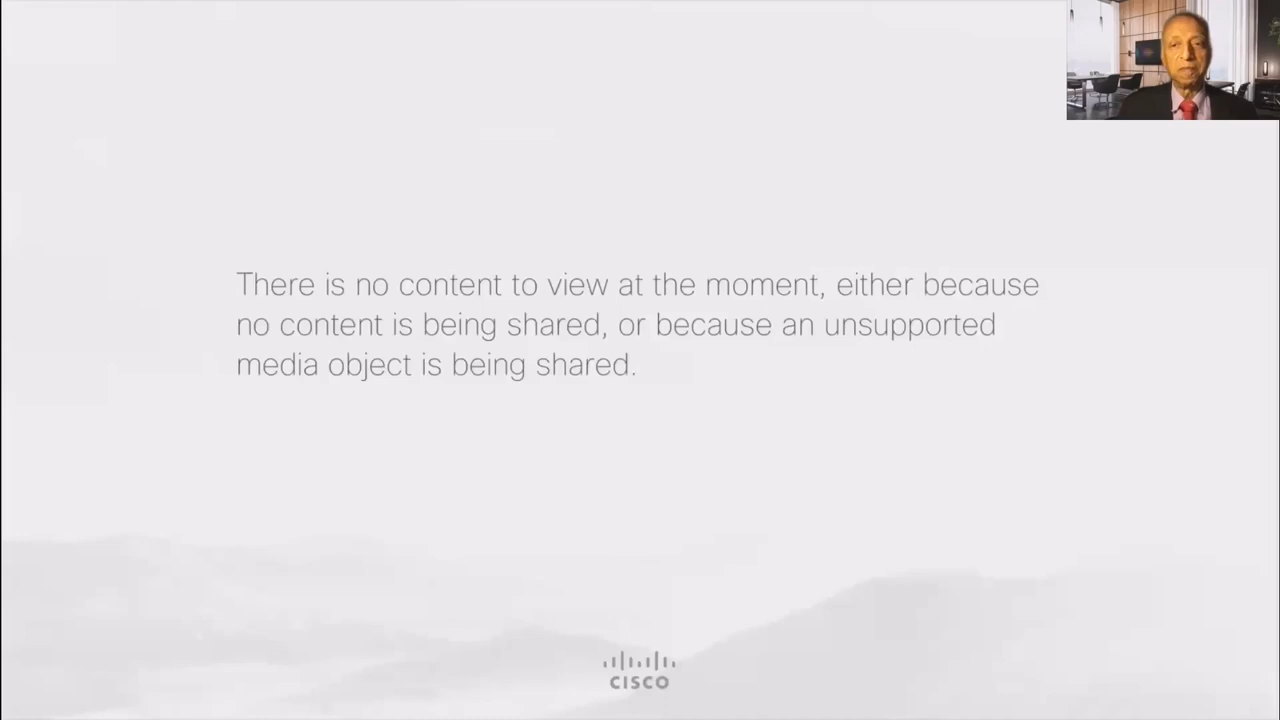 There is no content to view at the moment, either because
no content is being shared, or because an unsupported
media object is being shared.
CISCO